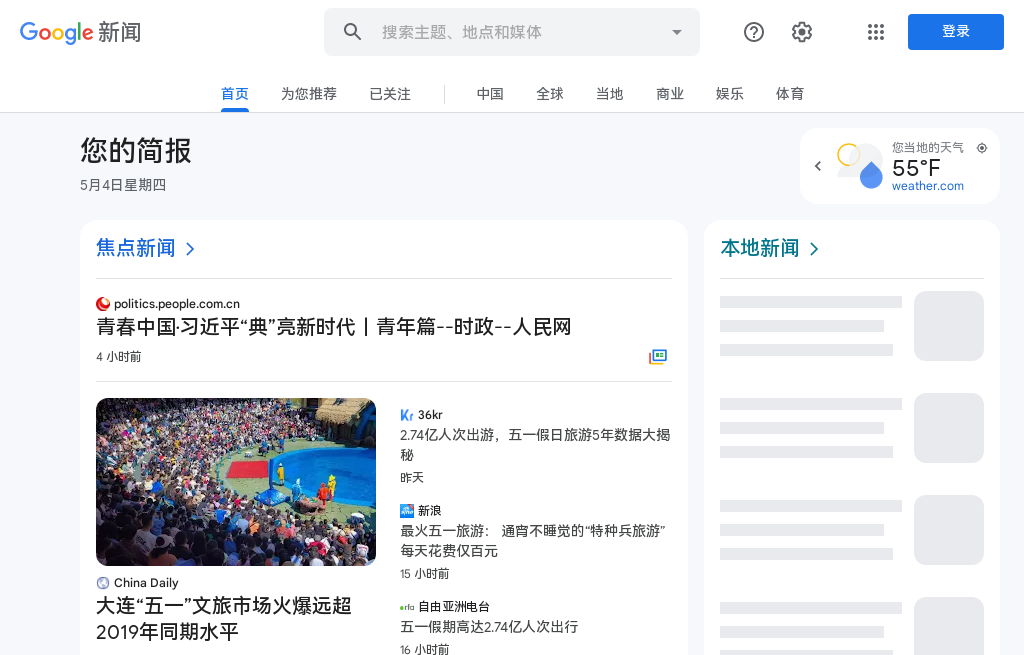 Google 新闻
搜索主题、地点和媒体
登录
首页
为您推荐
已关注
中国
全球
当地
商业
娱乐
体育
您的简报
5月4日星期四
您当地的天气
55°F
weather.com
焦点新闻
本地新闻
politics.people.com.cn
青春中国·习近平“典”亮新时代丨青年篇--时政--人民网
4 小时前
36kr
2.74亿人次出游，五一假日旅游5年数据大揭
秘
昨天
新浪
最火五一旅游： 通宵不睡觉的“特种兵旅游”
每天花费仅百元
15 小时前
China Daily
大连“五一”文旅市场火爆远超
2019年同期水平
rfa 自由亚洲电台
五一假期高达2.74亿人次出行
16 小时前